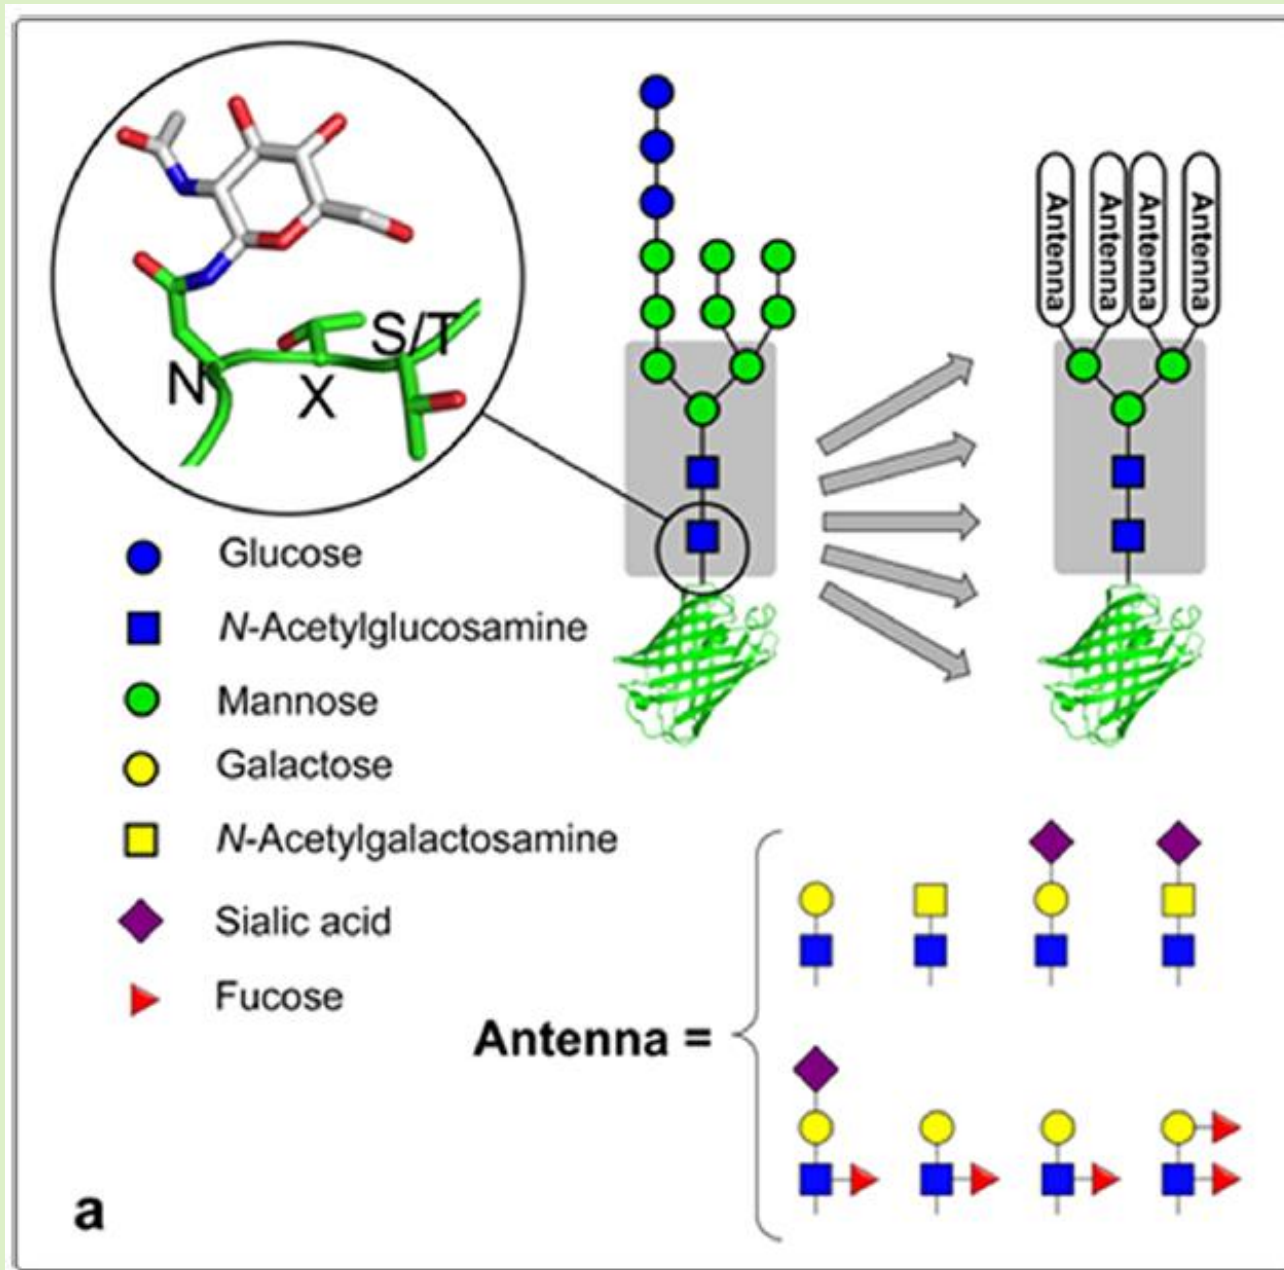 N
X
S/T
Antenna
Antenna
Antenna
Antenna
Glucose
N-Acetylglucosamine
Mannose
Galactose
N-Acetylgalactosamine
Sialic acid
Fucose
Antenna =
a